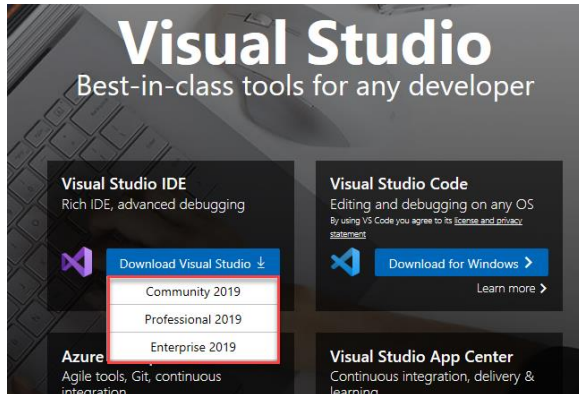 Visual Studio
Best-in-class tools for any developer
Visual Studio IDE
Rich IDE, advanced debugging
Download Visual Studio
Community 2019
Professional 2019
Enterprise 2019
Visual Studio Code
Editing and debugging on any OS
By using VS Code you agree to its license and privacy
statement
Download for Windows
Learn more
Azure
Agile tools, Git, continuous
integration
Visual Studio App Center
Continuous integration, delivery &
learning